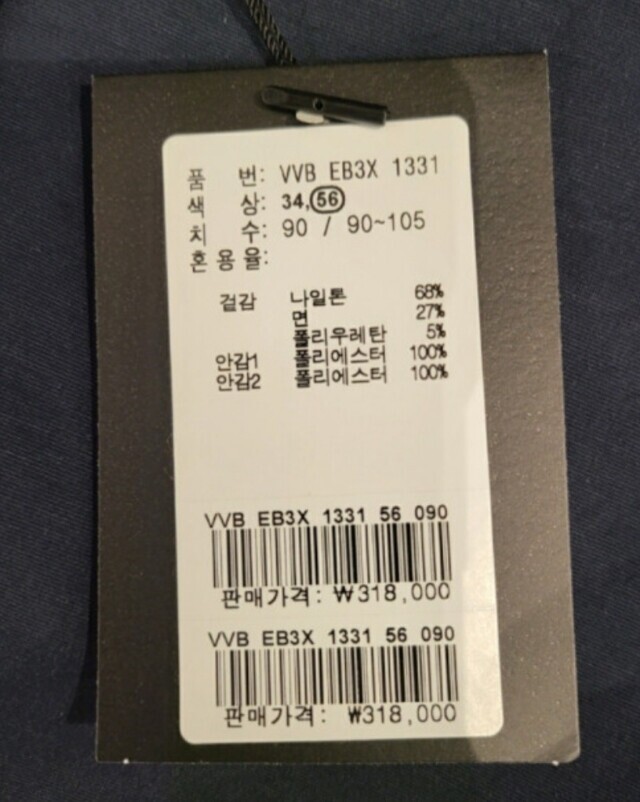 품 번: VVB EB3X 1331
색 상: 34,56
치 수: 90 / 90~105
혼 용 율:
겉감 나일론 68%
면 27%
폴리우레탄 5%
안감1 폴리에스터 100%
안감2 폴리에스터 100%
VVB EB3X 1331 56 090
판매가격: ₩318,000
VVB EB3X 1331 56 090
판매가격: ₩318,000